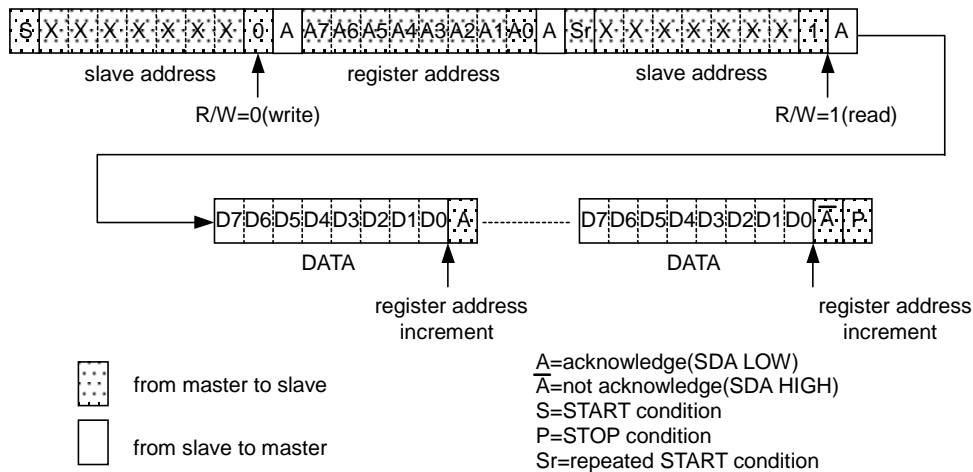 S X X X X X X X 0 A A7 A6 A5 A4 A3 A2 A1 A0 A Sr X X X X X X X 1 A
slave address register address slave address
R/W=0(write) R/W=1(read)
D7 D6 D5 D4 D3 D2 D1 D0 A D7 D6 D5 D4 D3 D2 D1 D0 A̅ P
DATA DATA
register address register address
increment increment
A=acknowledge(SDA LOW)
from master to slave
A̅=not acknowledge(SDA HIGH)
S=START condition
P=STOP condition
from slave to master
Sr=repeated START condition